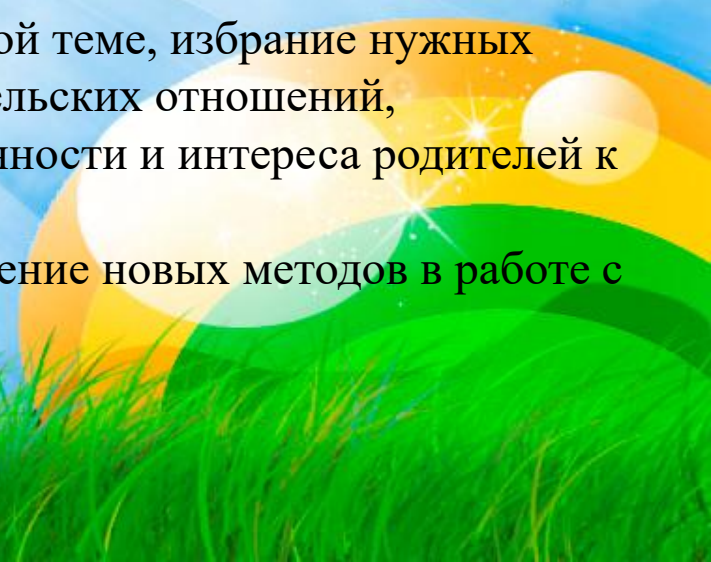 ой теме, избрание нужных
ельских отношений,
нности и интереса родителей к
ение новых методов в работе с